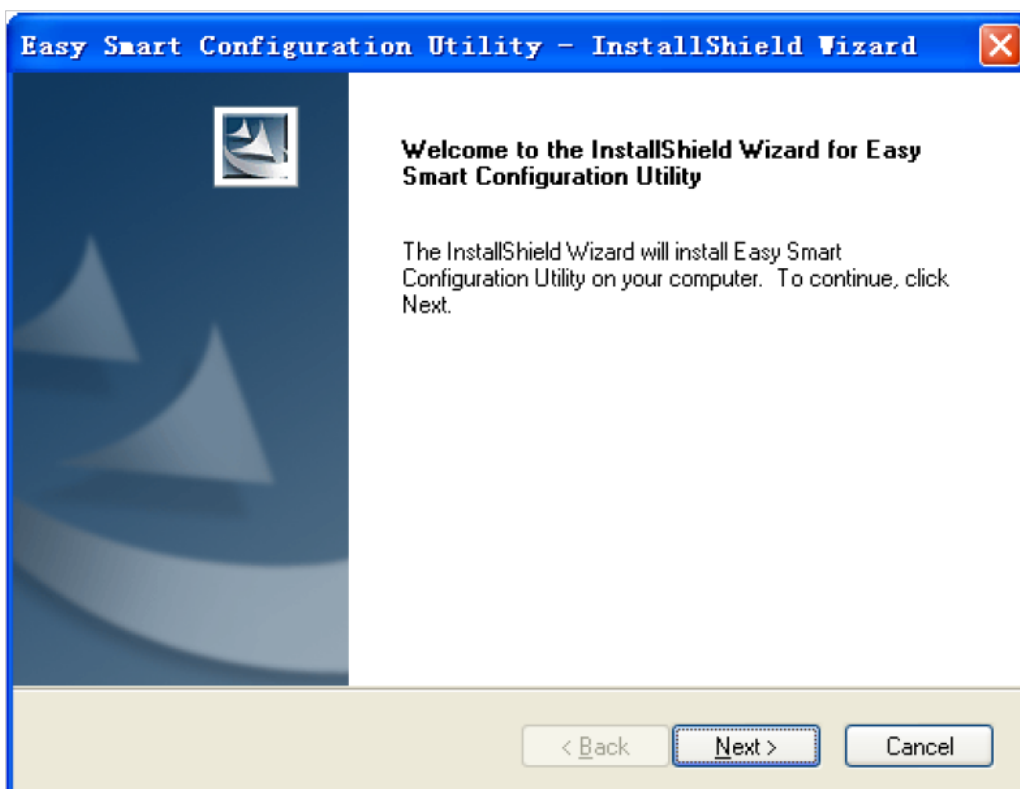 Easy Smart Configuration Utility - InstallShield Wizard
Welcome to the InstallShield Wizard for Easy
Smart Configuration Utility
The InstallShield Wizard will install Easy Smart
Configuration Utility on your computer.  To continue, click
Next.
< Back
Next >
Cancel